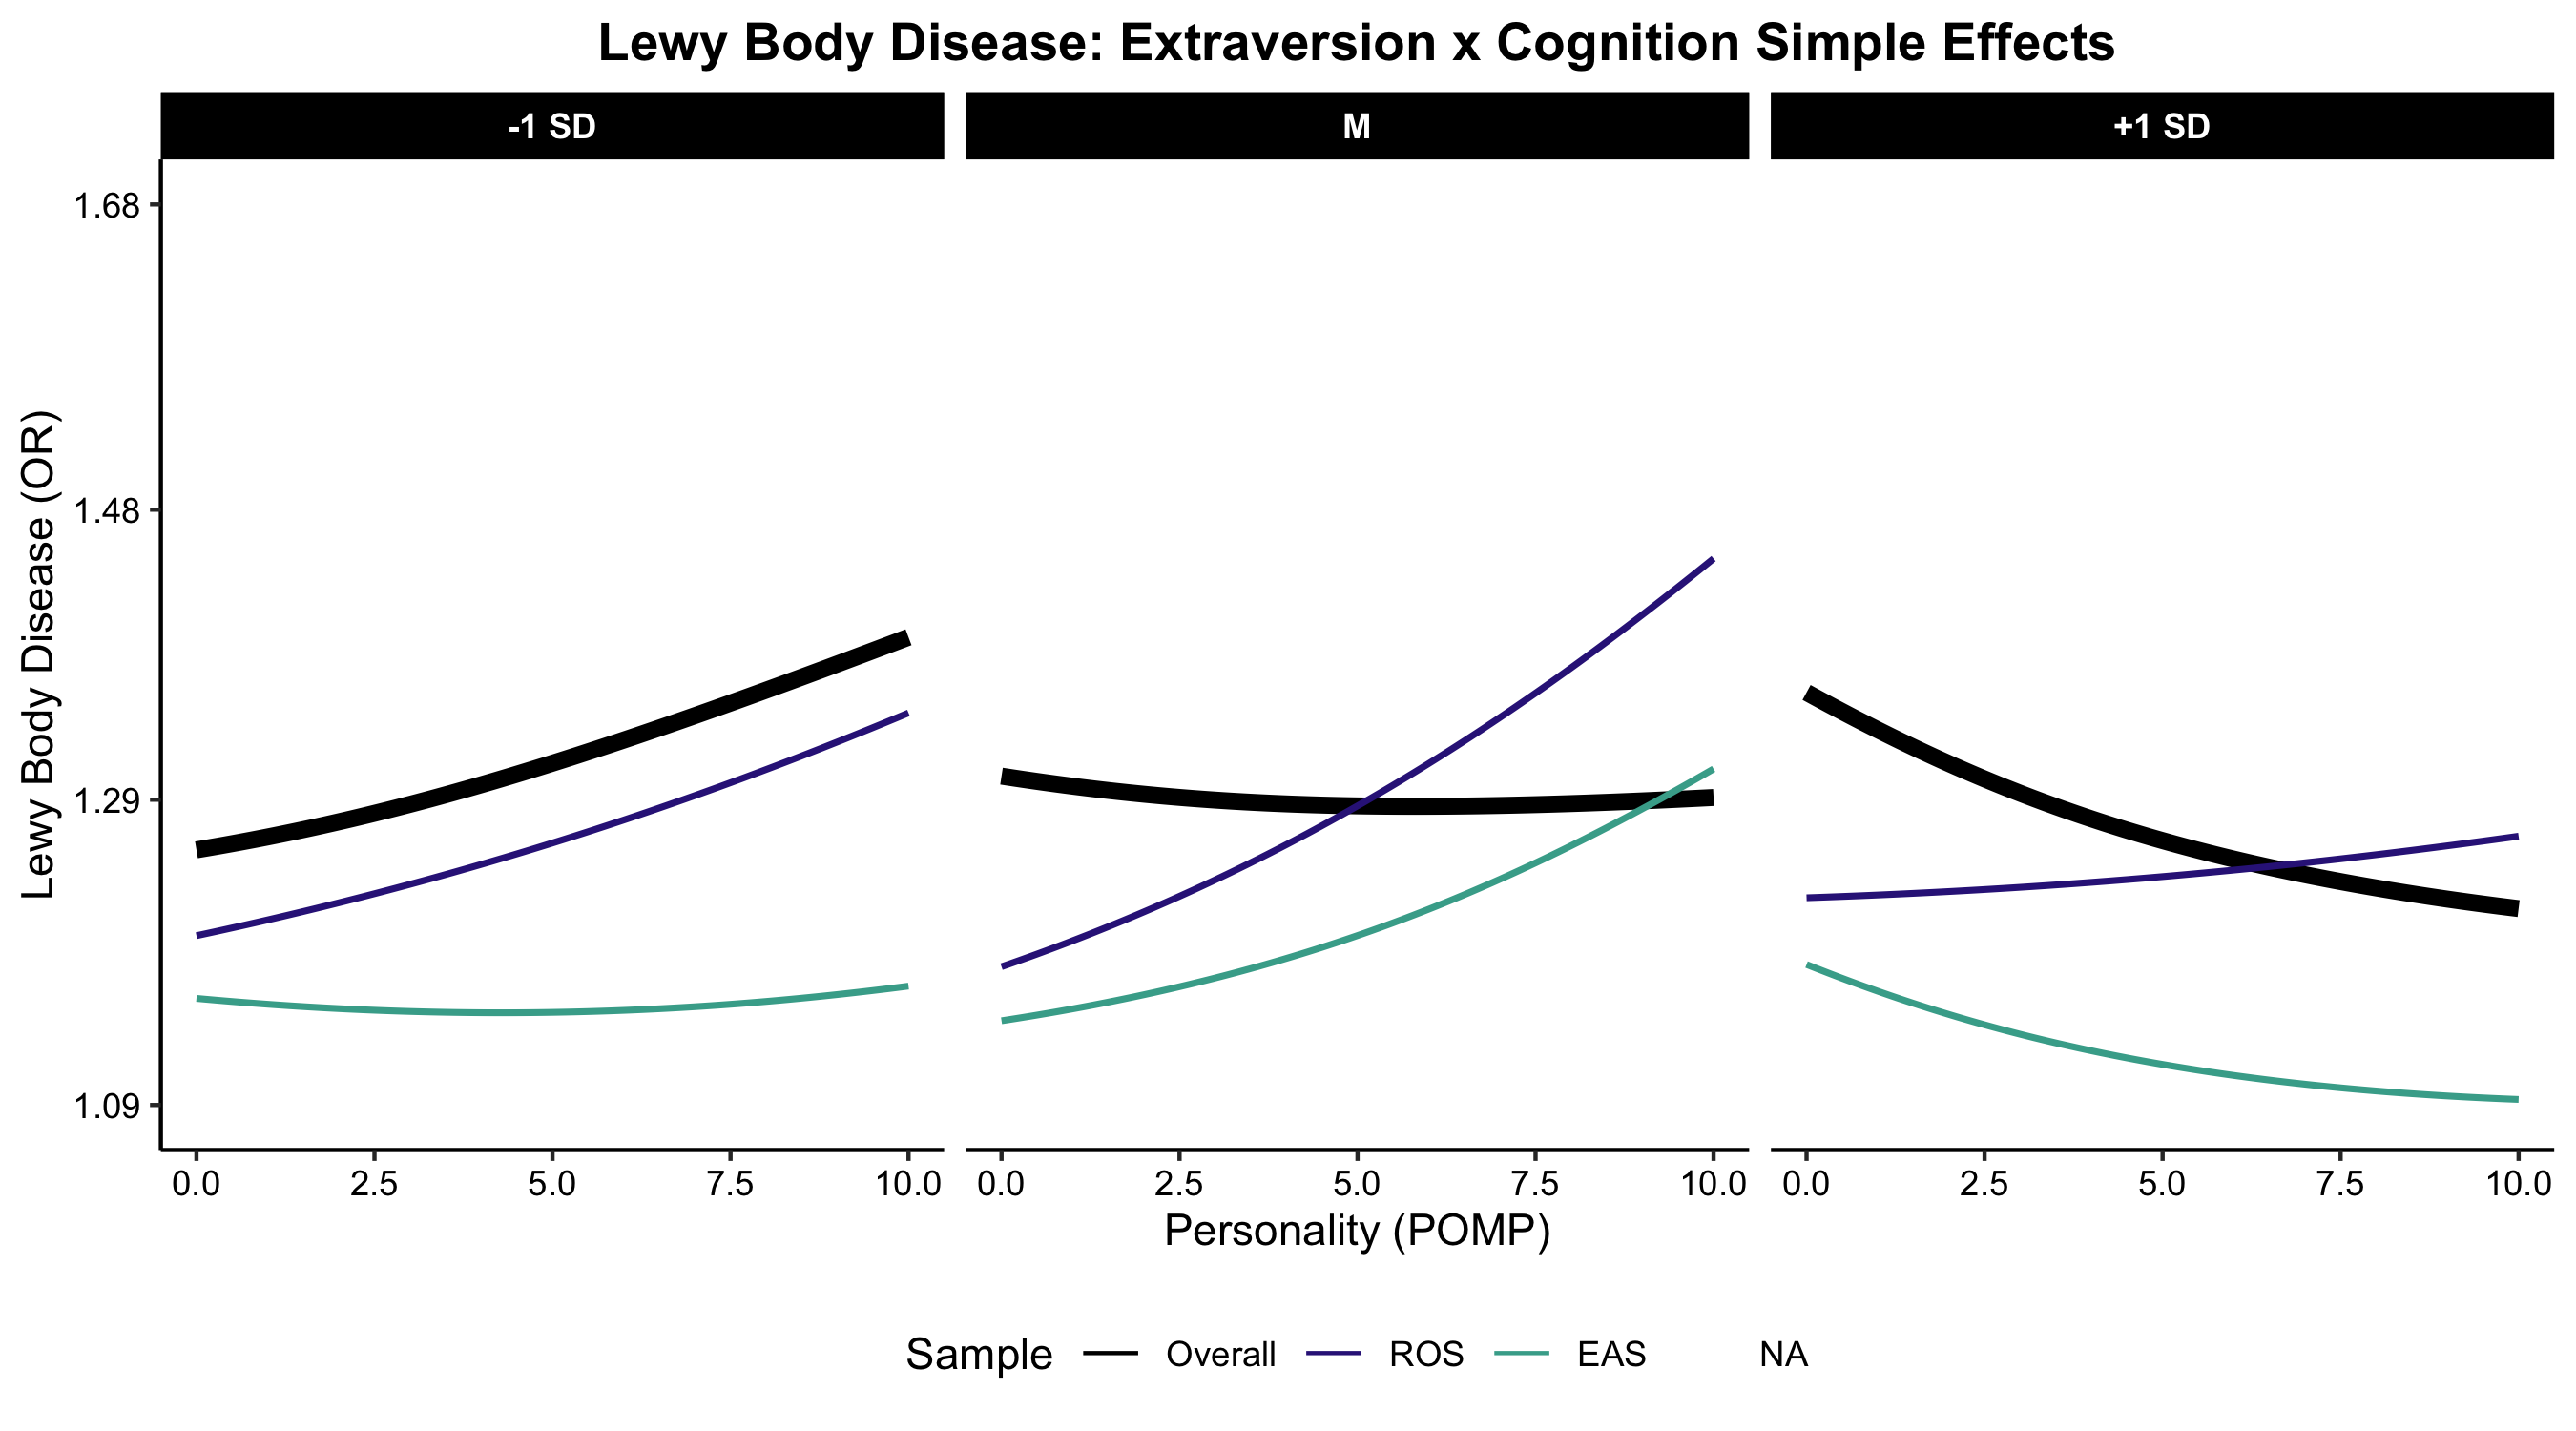 Lewy Body Disease: Extraversion x Cognition Simple Effects
-1 SD M +1 SD
Lewy Body Disease (OR)
1.68
1.48
1.29
1.09
0.0 2.5 5.0 7.5 10.0 0.0 2.5 5.0 7.5 10.0 0.0 2.5 5.0 7.5 10.0
Personality (POMP)
Sample Overall ROS EAS NA